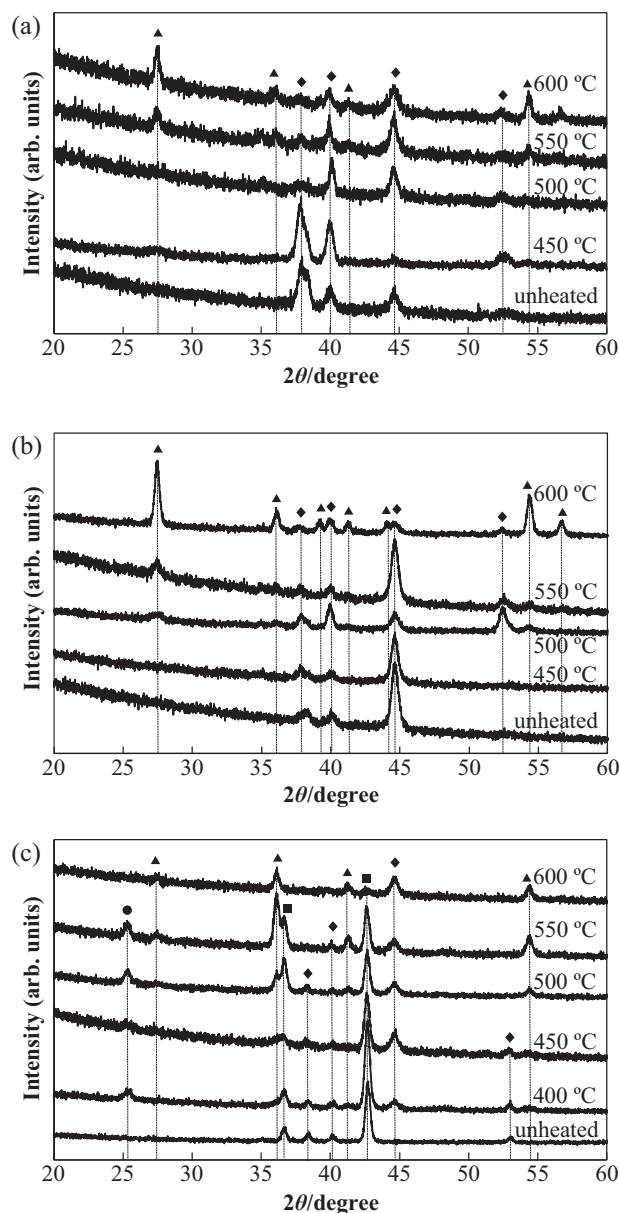 (a)
600 ºC
550 ºC
500 ºC
450 ºC
unheated
Intensity (arb. units)
20 25 30 35 40 45 50 55 60
2θ/degree
(b)
600 ºC
550 ºC
500 ºC
450 ºC
unheated
Intensity (arb. units)
20 25 30 35 40 45 50 55 60
2θ/degree
(c)
600 ºC
550 ºC
500 ºC
450 ºC
400 ºC
unheated
Intensity (arb. units)
20 25 30 35 40 45 50 55 60
2θ/degree